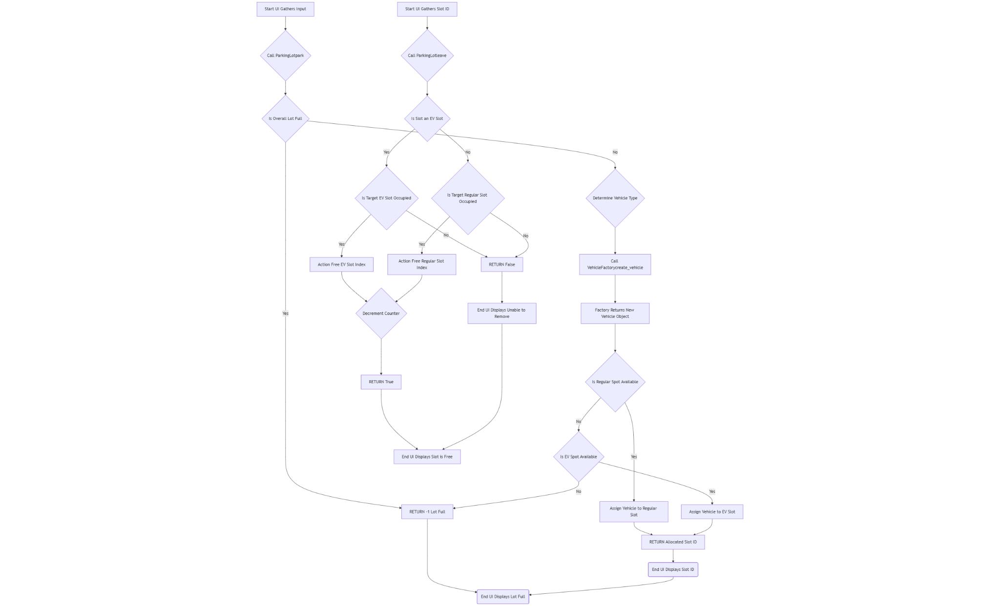 Start UI Gathers Input
Start UI Gathers Slot ID
Call ParkingLotpark
Call ParkingLotleave
Is Overall Lot Full
Is Slot an EV Slot
Yes
No
No
Is Target EV Slot Occupied
Is Target Regular Slot
Occupied
Determine Vehicle Type
Yes
Yes
No
No
Action Free EV Slot Index
Action Free Regular Slot
Index
RETURN False
Call
VehicleFactorycreate_vehicle
Yes
Decrement Counter
End UI Displays Unable to
Remove
Factory Returns New
Vehicle Object
RETURN True
Is Regular Spot Available
No
End UI Displays Slot is Free
Is EV Spot Available
Yes
No
Yes
RETURN -1 Lot Full
Assign Vehicle to Regular
Slot
Assign Vehicle to EV Slot
RETURN Allocated Slot ID
End UI Displays Slot ID
End UI Displays Lot Full